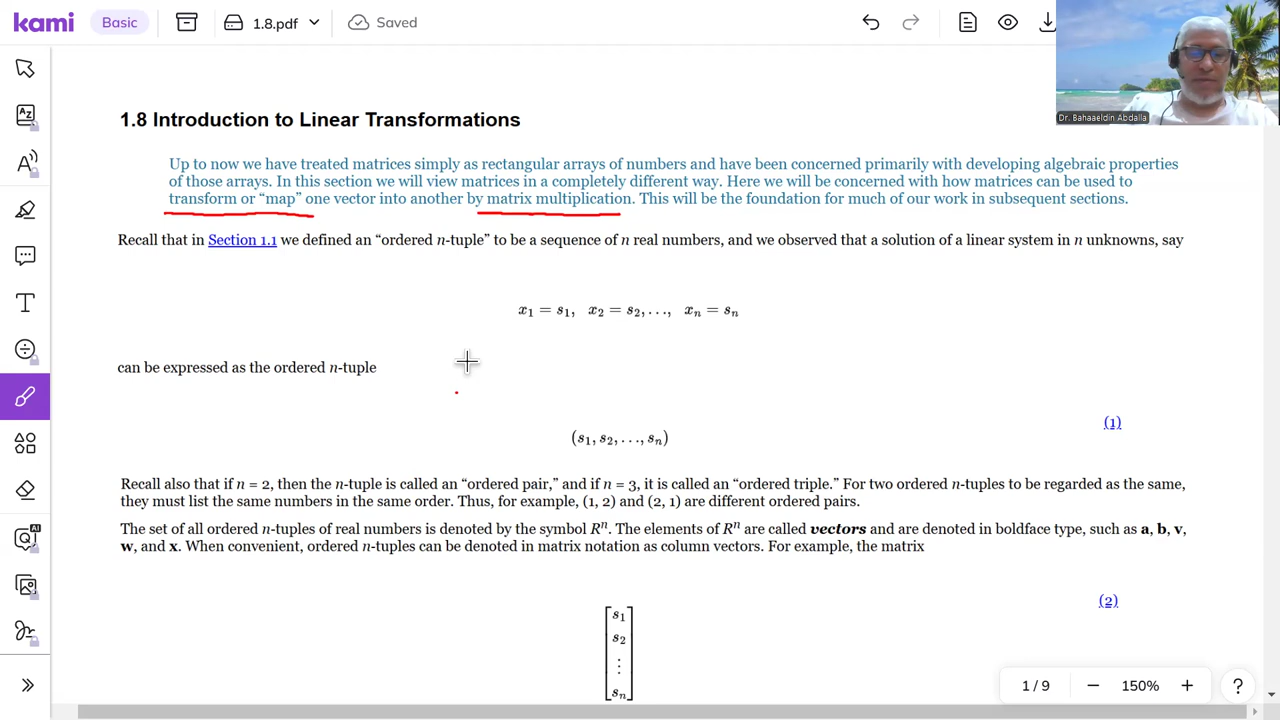 kami Basic 1.8.pdf Saved
Dr. Bahaaeldin Abdalla
1.8 Introduction to Linear Transformations
Up to now we have treated matrices simply as rectangular arrays of numbers and have been concerned primarily with developing algebraic properties
of those arrays. In this section we will view matrices in a completely different way. Here we will be concerned with how matrices can be used to
transform or “map” one vector into another by matrix multiplication. This will be the foundation for much of our work in subsequent sections.
Recall that in Section 1.1 we defined an “ordered n-tuple” to be a sequence of n real numbers, and we observed that a solution of a linear system in n unknowns, say
x₁ = s₁, x₂ = s₂, . . ., xₙ = sₙ
can be expressed as the ordered n-tuple
(s₁, s₂, . . ., sₙ) (1)
Recall also that if n = 2, then the n-tuple is called an “ordered pair,” and if n = 3, it is called an “ordered triple.” For two ordered n-tuples to be regarded as the same,
they must list the same numbers in the same order. Thus, for example, (1, 2) and (2, 1) are different ordered pairs.
The set of all ordered n-tuples of real numbers is denoted by the symbol Rⁿ. The elements of Rⁿ are called vectors and are denoted in boldface type, such as a, b, v,
w, and x. When convenient, ordered n-tuples can be denoted in matrix notation as column vectors. For example, the matrix
(2)
s₁
s₂
⋮
sₙ
1 / 9 − 150% + ?